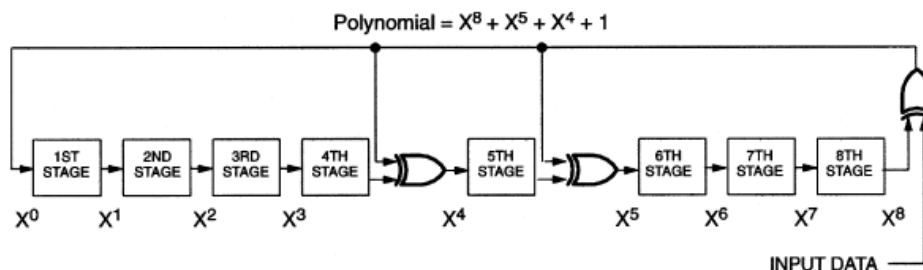 Polynomial = X⁸ + X⁵ + X⁴ + 1
1ST STAGE
2ND STAGE
3RD STAGE
4TH STAGE
5TH STAGE
6TH STAGE
7TH STAGE
8TH STAGE
X⁰ X¹ X² X³ X⁴ X⁵ X⁶ X⁷ X⁸
INPUT DATA